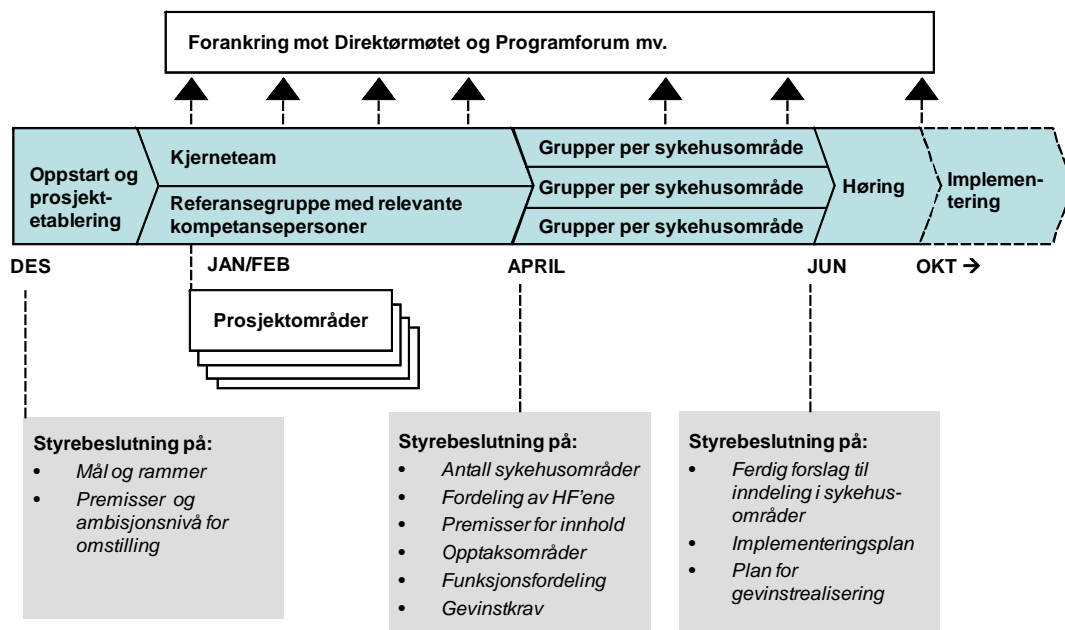 Forankring mot Direktørmøtet og Programforum mv.
Oppstart og
prosjekt-
etablering
Kjerneteam
Referansegruppe med relevante
kompetansepersoner
Grupper per sykehusområde
Grupper per sykehusområde
Grupper per sykehusområde
Høring
Implemen-
tering
DES
JAN/FEB
APRIL
JUN
OKT →
Prosjektområder
Styrebeslutning på:
• Mål og rammer
• Premisser og
ambisjonsnivå for
omstilling
Styrebeslutning på:
• Antall sykehusområder
• Fordeling av HF'ene
• Premisser for innhold
• Opptaksområder
• Funksjonsfordeling
• Gevinstkrav
Styrebeslutning på:
• Ferdig forslag til
inndeling i sykehus-
områder
• Implementeringsplan
• Plan for
gevinstrealisering